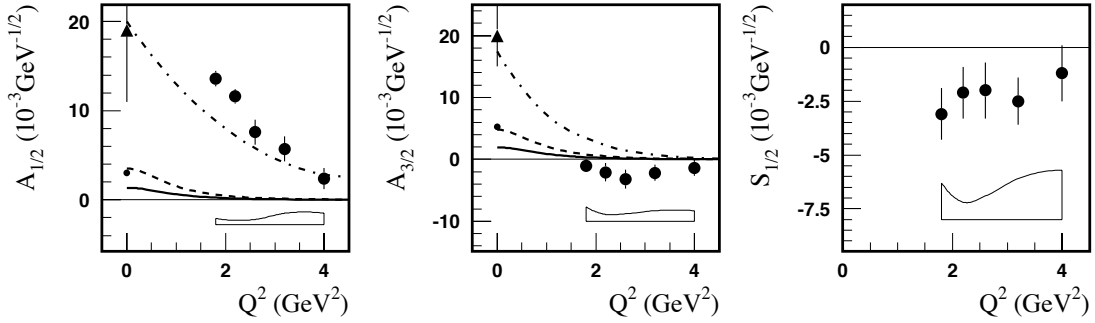 A1/2 (10-3GeV-1/2)
20
10
0
0 2 4
Q2 (GeV2)
A3/2 (10-3GeV-1/2)
20
10
0
-10
0 2 4
Q2 (GeV2)
S1/2 (10-3GeV-1/2)
0
-2.5
-5
-7.5
0 2 4
Q2 (GeV2)